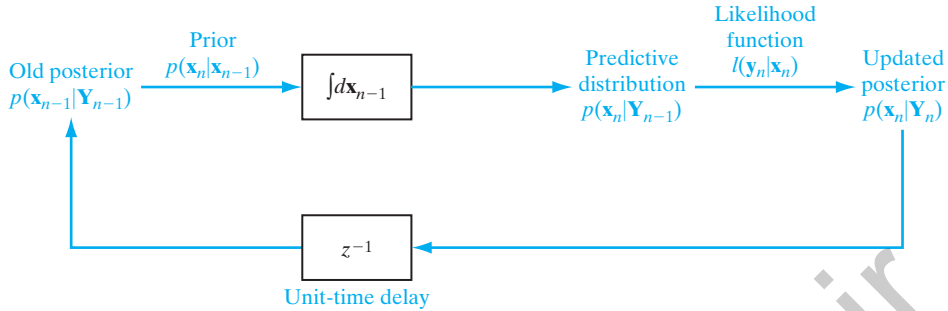 Old posterior
p(𝐱ₙ₋₁|𝐘ₙ₋₁)
Prior
p(𝐱ₙ|𝐱ₙ₋₁)
∫d𝐱ₙ₋₁
Predictive
distribution
p(𝐱ₙ|𝐘ₙ₋₁)
Likelihood
function
l(𝐲ₙ|𝐱ₙ)
Updated
posterior
p(𝐱ₙ|𝐘ₙ)
z⁻¹
Unit-time delay
ir